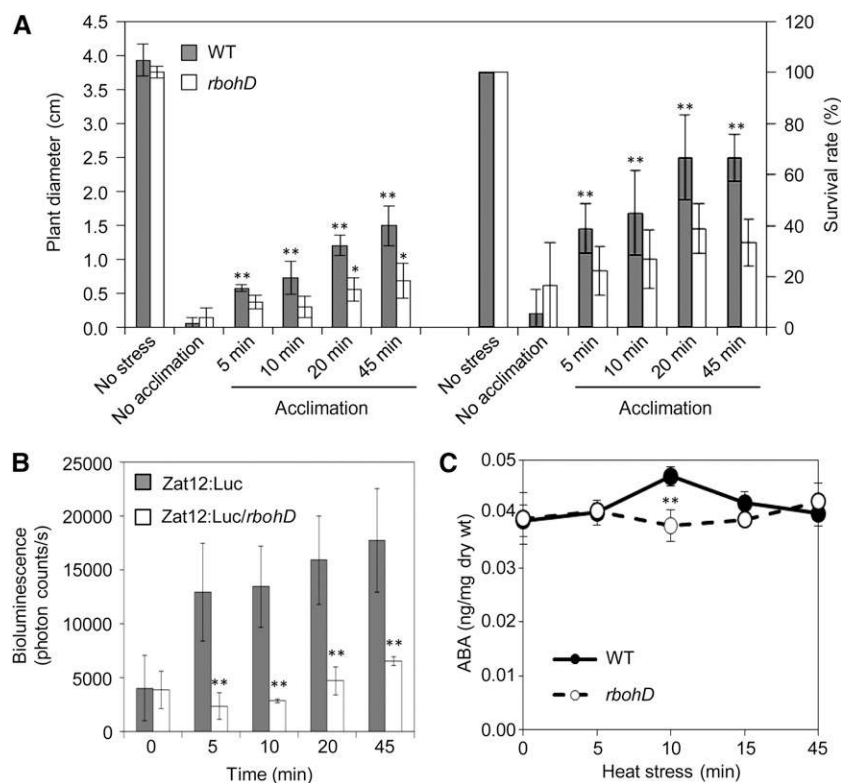 A
WT
rbohD
Plant diameter (cm)
4.5
4.0
3.5
3.0
2.5
2.0
1.5
1.0
0.5
0.0
Survival rate (%)
120
100
80
60
40
20
0
** ** ** * ** *
** ** ** **
No stress No acclimation 5 min 10 min 20 min 45 min No stress No acclimation 5 min 10 min 20 min 45 min
Acclimation Acclimation
B
Zat12:Luc
Zat12:Luc/rbohD
Bioluminescence
(photon counts/s)
25000
20000
15000
10000
5000
0
** ** ** **
0 5 10 20 45
Time (min)
C
ABA (ng/mg dry wt)
0.05
0.04
0.03
0.02
0.01
0.00
**
WT
rbohD
0 5 10 15 45
Heat stress (min)